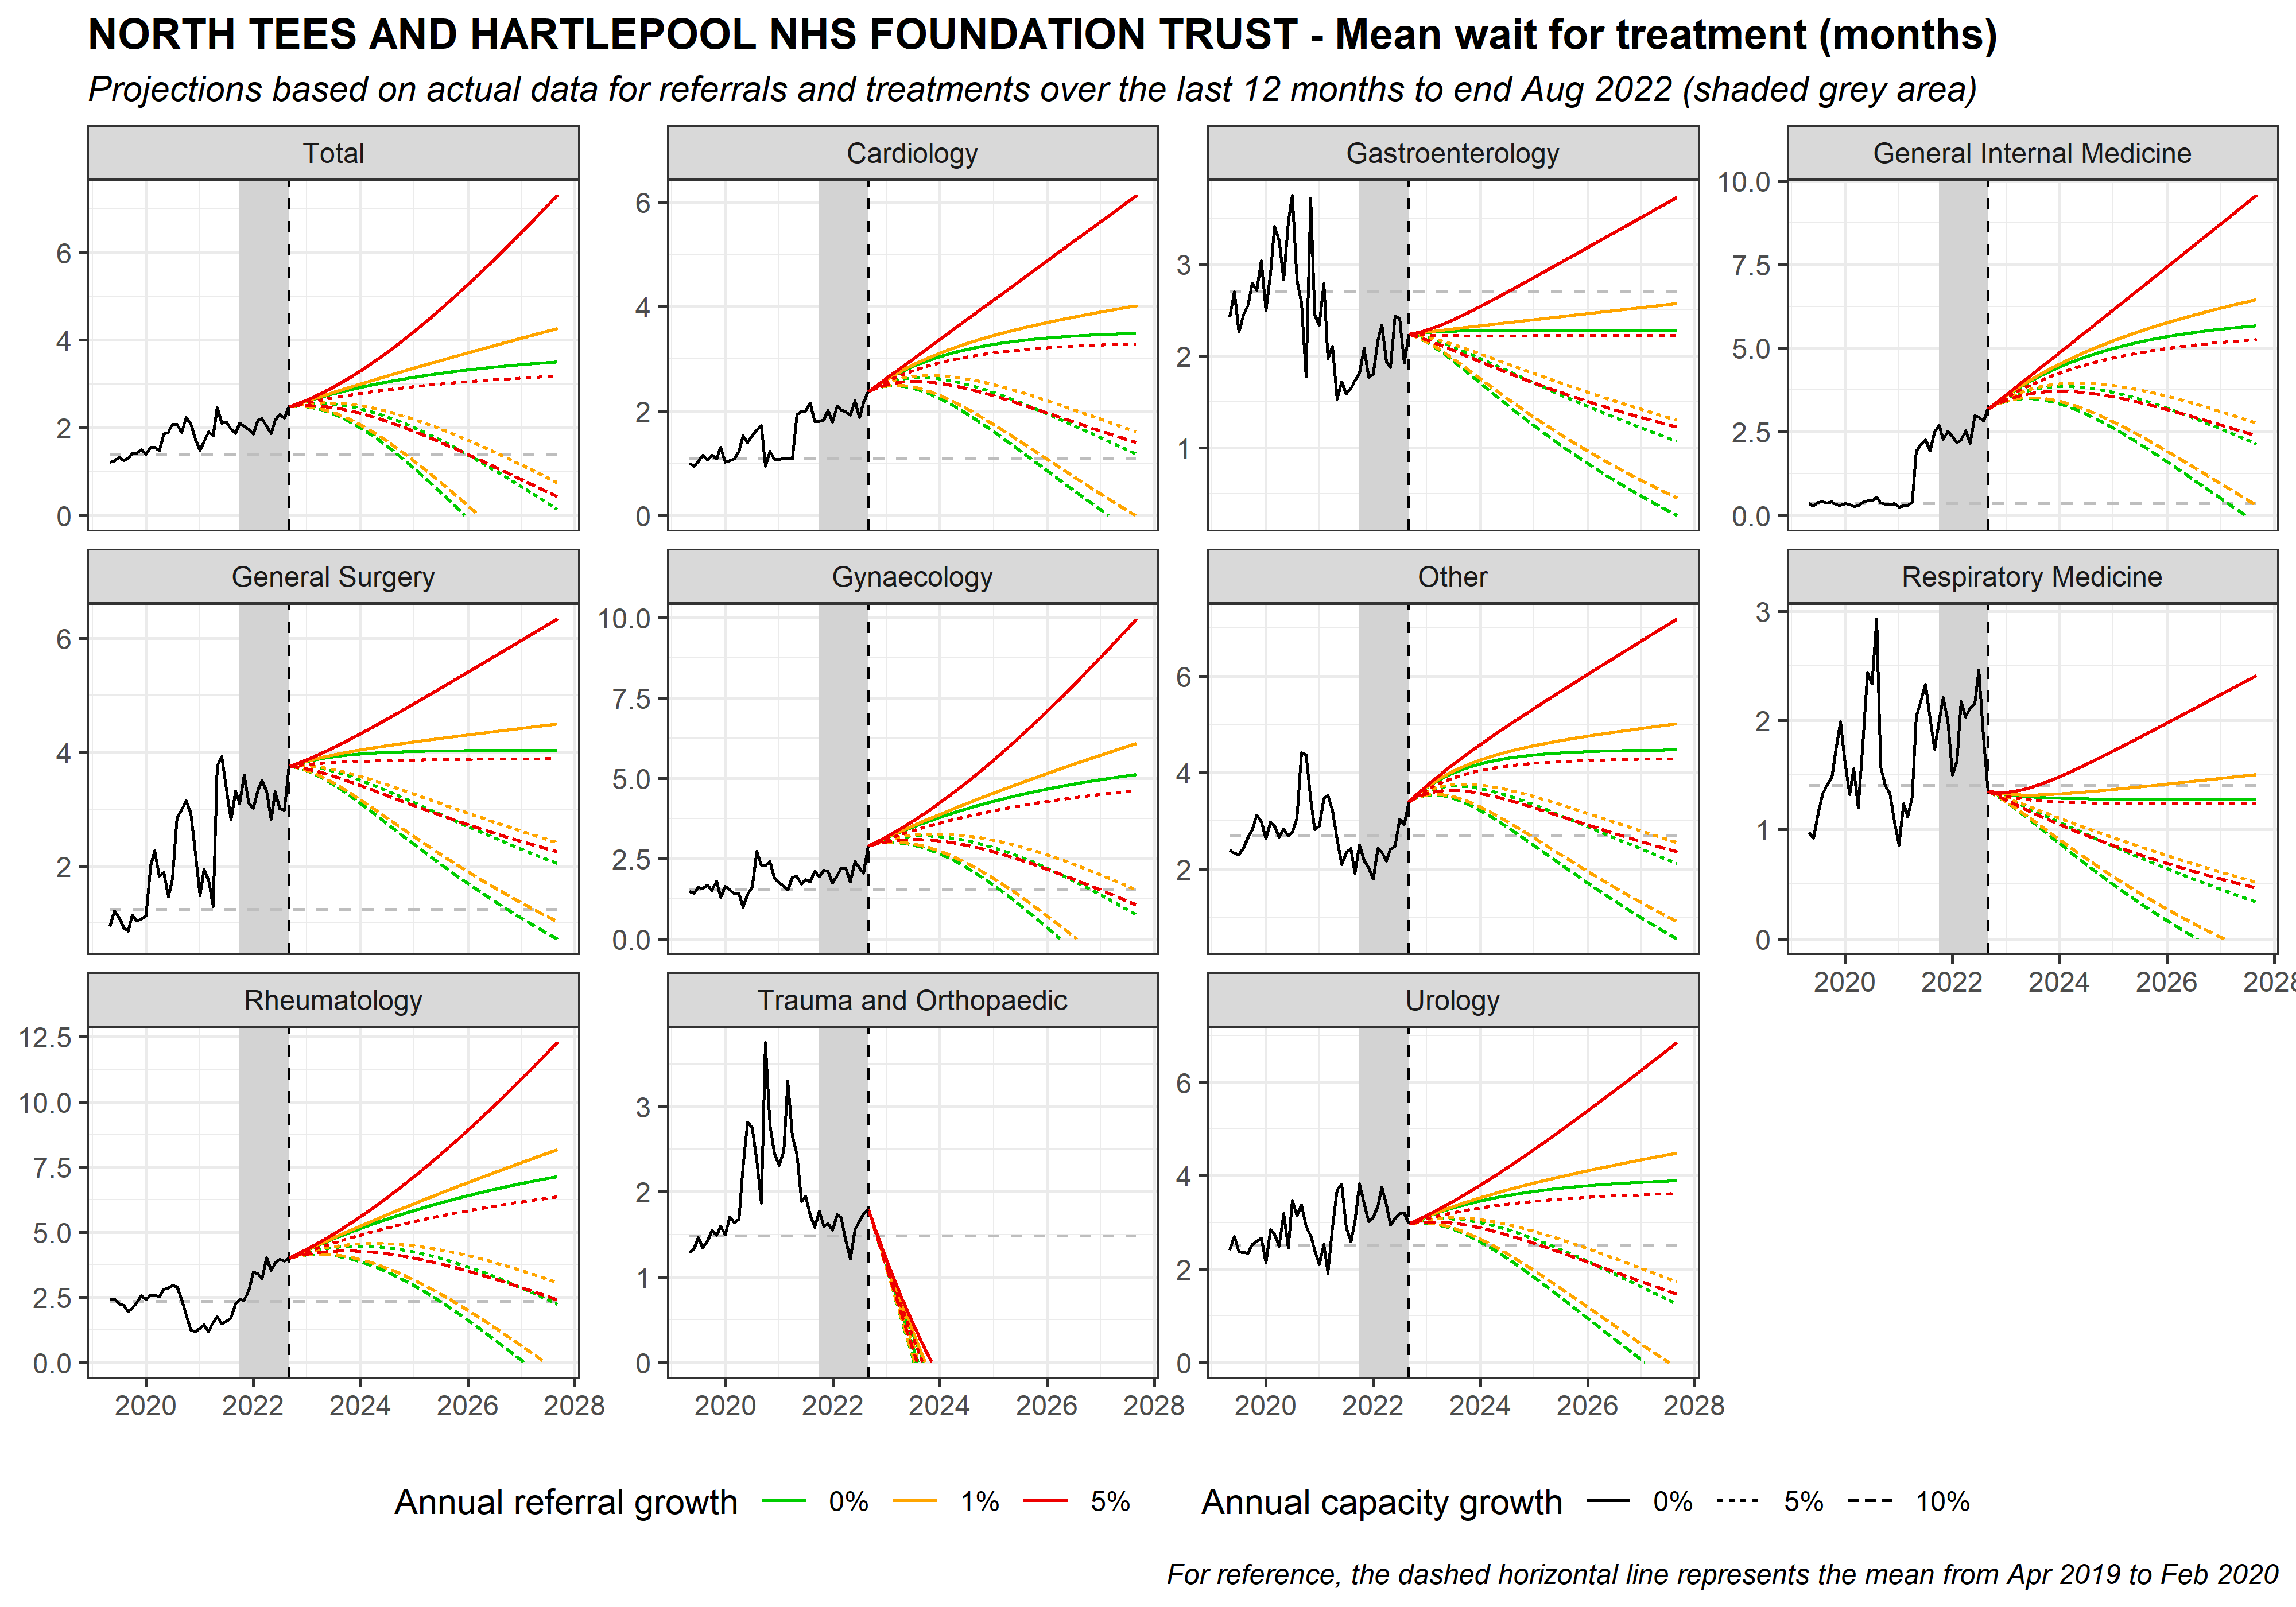 NORTH TEES AND HARTLEPOOL NHS FOUNDATION TRUST - Mean wait for treatment (months)
Projections based on actual data for referrals and treatments over the last 12 months to end Aug 2022 (shaded grey area)
Total
6
4
2
0
Cardiology
6
4
2
0
Gastroenterology
3
2
1
General Internal Medicine
10.0
7.5
5.0
2.5
0.0
General Surgery
6
4
2
Gynaecology
10.0
7.5
5.0
2.5
0.0
Other
6
4
2
Respiratory Medicine
3
2
1
0
2020 2022 2024 2026 2028
Rheumatology
12.5
10.0
7.5
5.0
2.5
0.0
2020 2022 2024 2026 2028
Trauma and Orthopaedic
3
2
1
0
2020 2022 2024 2026 2028
Urology
6
4
2
0
2020 2022 2024 2026 2028
Annual referral growth 0% 1% 5% Annual capacity growth 0% 5% 10%
For reference, the dashed horizontal line represents the mean from Apr 2019 to Feb 2020